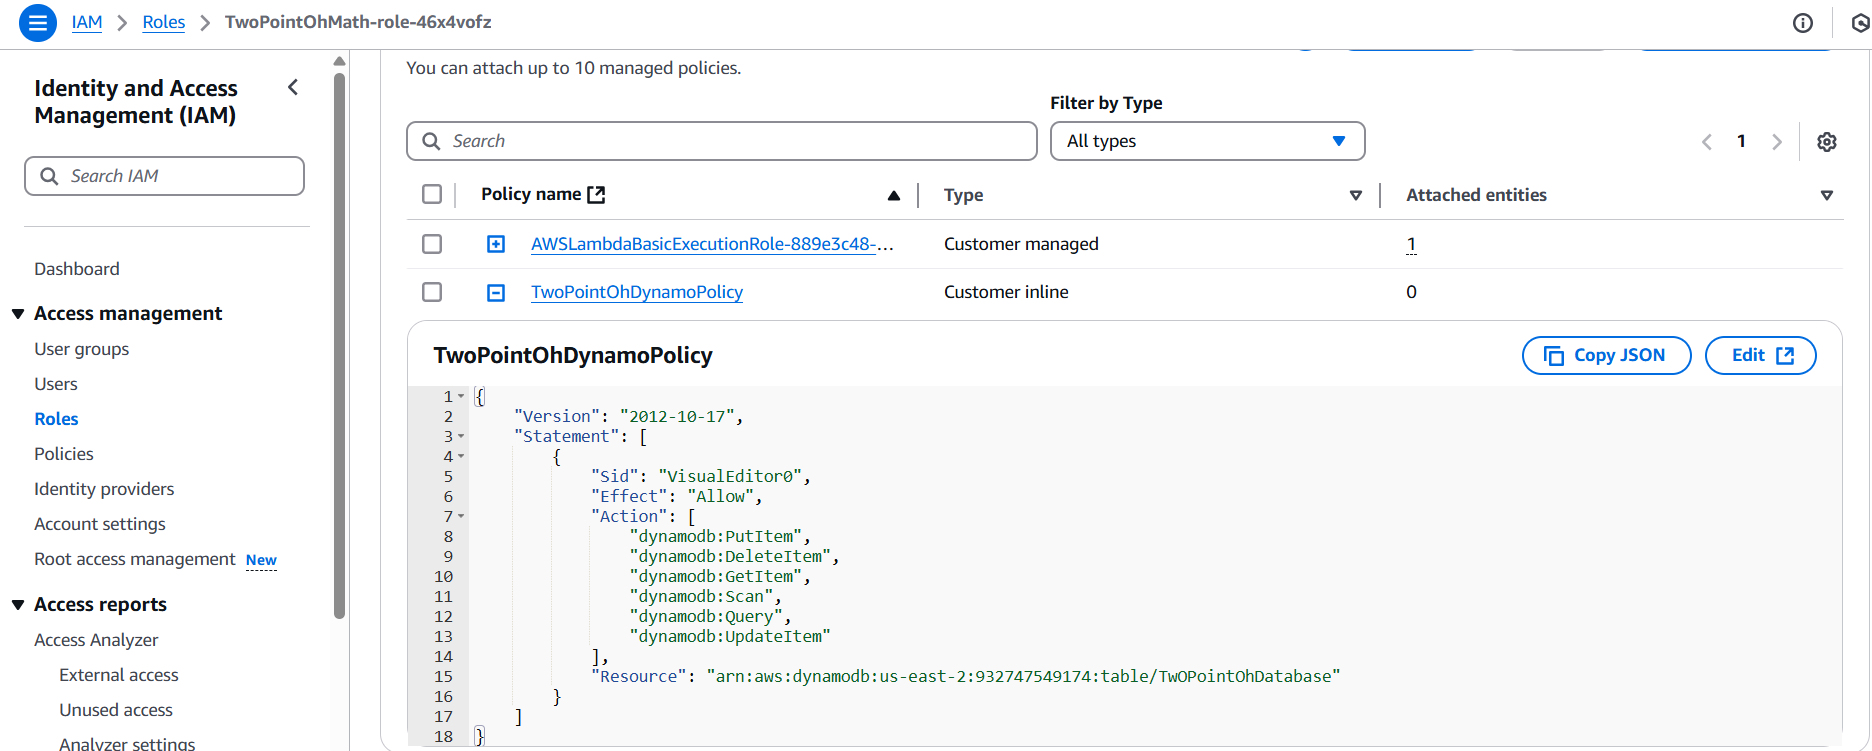 IAM > Roles > TwoPointOhMath-role-46x4vofz
Identity and Access
Management (IAM)
Search IAM
Dashboard
Access management
User groups
Users
Roles
Policies
Identity providers
Account settings
Root access management New
Access reports
Access Analyzer
External access
Unused access
Analyzer settings
You can attach up to 10 managed policies.
Filter by Type
Search
All types
1
Policy name
Type
Attached entities
AWSLambdaBasicExecutionRole-889e3c48-...
Customer managed
1
TwoPointOhDynamoPolicy
Customer inline
0
TwoPointOhDynamoPolicy
Copy JSON
Edit
1 {
2 "Version": "2012-10-17",
3 "Statement": [
4 {
5 "Sid": "VisualEditor0",
6 "Effect": "Allow",
7 "Action": [
8 "dynamodb:PutItem",
9 "dynamodb:DeleteItem",
10 "dynamodb:GetItem",
11 "dynamodb:Scan",
12 "dynamodb:Query",
13 "dynamodb:UpdateItem"
14 ],
15 "Resource": "arn:aws:dynamodb:us-east-2:932747549174:table/TwOPointOhDatabase"
16 }
17 ]
18 }